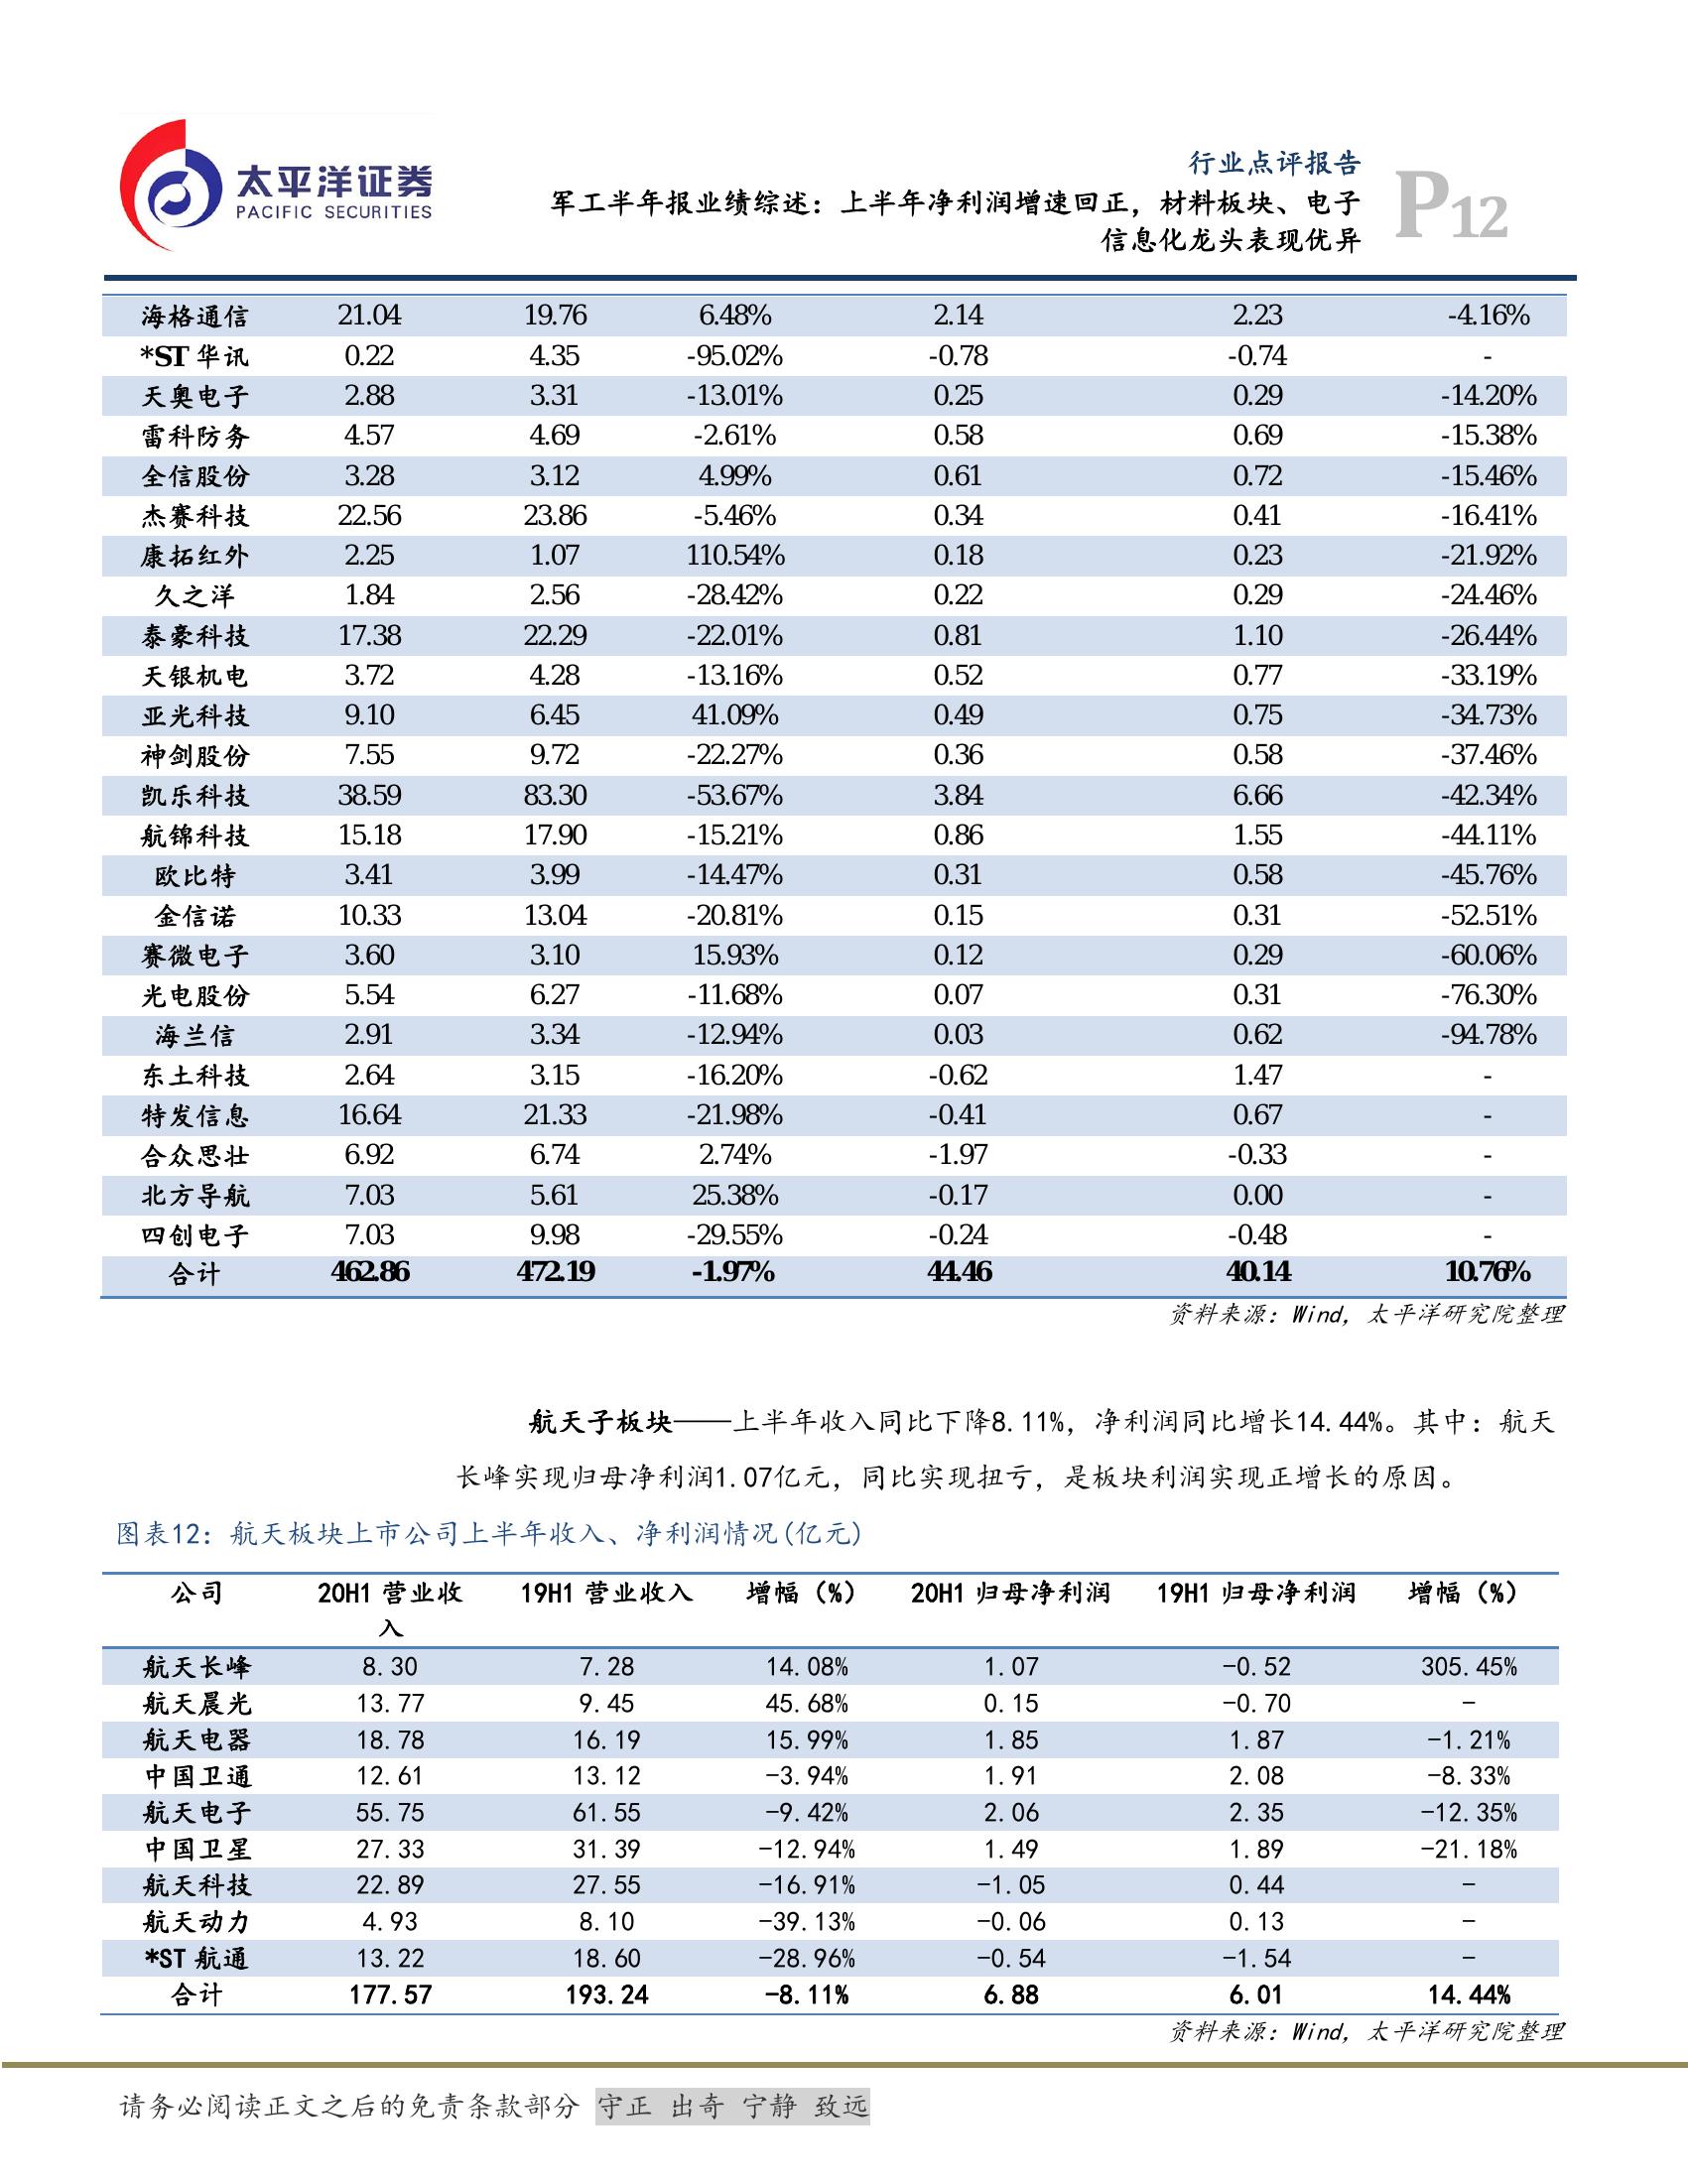 太平洋证券
PACIFIC SECURITIES
行业点评报告
军工半年报业绩综述：上半年净利润增速回正，材料板块、电子
信息化龙头表现优异
P12
海格通信 21.04 19.76 6.48% 2.14 2.23 -4.16%
*ST 华讯 0.22 4.35 -95.02% -0.78 -0.74 -
天奥电子 2.88 3.31 -13.01% 0.25 0.29 -14.20%
雷科防务 4.57 4.69 -2.61% 0.58 0.69 -15.38%
全信股份 3.28 3.12 4.99% 0.61 0.72 -15.46%
杰赛科技 22.56 23.86 -5.46% 0.34 0.41 -16.41%
康拓红外 2.25 1.07 110.54% 0.18 0.23 -21.92%
久之洋 1.84 2.56 -28.42% 0.22 0.29 -24.46%
泰豪科技 17.38 22.29 -22.01% 0.81 1.10 -26.44%
天银机电 3.72 4.28 -13.16% 0.52 0.77 -33.19%
亚光科技 9.10 6.45 41.09% 0.49 0.75 -34.73%
神剑股份 7.55 9.72 -22.27% 0.36 0.58 -37.46%
凯乐科技 38.59 83.30 -53.67% 3.84 6.66 -42.34%
航锦科技 15.18 17.90 -15.21% 0.86 1.55 -44.11%
欧比特 3.41 3.99 -14.47% 0.31 0.58 -45.76%
金信诺 10.33 13.04 -20.81% 0.15 0.31 -52.51%
赛微电子 3.60 3.10 15.93% 0.12 0.29 -60.06%
光电股份 5.54 6.27 -11.68% 0.07 0.31 -76.30%
海兰信 2.91 3.34 -12.94% 0.03 0.62 -94.78%
东土科技 2.64 3.15 -16.20% -0.62 1.47 -
特发信息 16.64 21.33 -21.98% -0.41 0.67 -
合众思壮 6.92 6.74 2.74% -1.97 -0.33 -
北方导航 7.03 5.61 25.38% -0.17 0.00 -
四创电子 7.03 9.98 -29.55% -0.24 -0.48 -
合计 462.86 472.19 -1.97% 44.46 40.14 10.76%
资料来源：Wind，太平洋研究院整理
航天子板块——上半年收入同比下降8.11%，净利润同比增长14.44%。其中：航天
长峰实现归母净利润1.07亿元，同比实现扭亏，是板块利润实现正增长的原因。
图表12：航天板块上市公司上半年收入、净利润情况(亿元)
公司 20H1 营业收 19H1 营业收入 增幅（%） 20H1 归母净利润 19H1 归母净利润 增幅（%）
入
航天长峰 8.30 7.28 14.08% 1.07 -0.52 305.45%
航天晨光 13.77 9.45 45.68% 0.15 -0.70 -
航天电器 18.78 16.19 15.99% 1.85 1.87 -1.21%
中国卫通 12.61 13.12 -3.94% 1.91 2.08 -8.33%
航天电子 55.75 61.55 -9.42% 2.06 2.35 -12.35%
中国卫星 27.33 31.39 -12.94% 1.49 1.89 -21.18%
航天科技 22.89 27.55 -16.91% -1.05 0.44 -
航天动力 4.93 8.10 -39.13% -0.06 0.13 -
*ST 航通 13.22 18.60 -28.96% -0.54 -1.54 -
合计 177.57 193.24 -8.11% 6.88 6.01 14.44%
资料来源：Wind，太平洋研究院整理
请务必阅读正文之后的免责条款部分 守正 出奇 宁静 致远